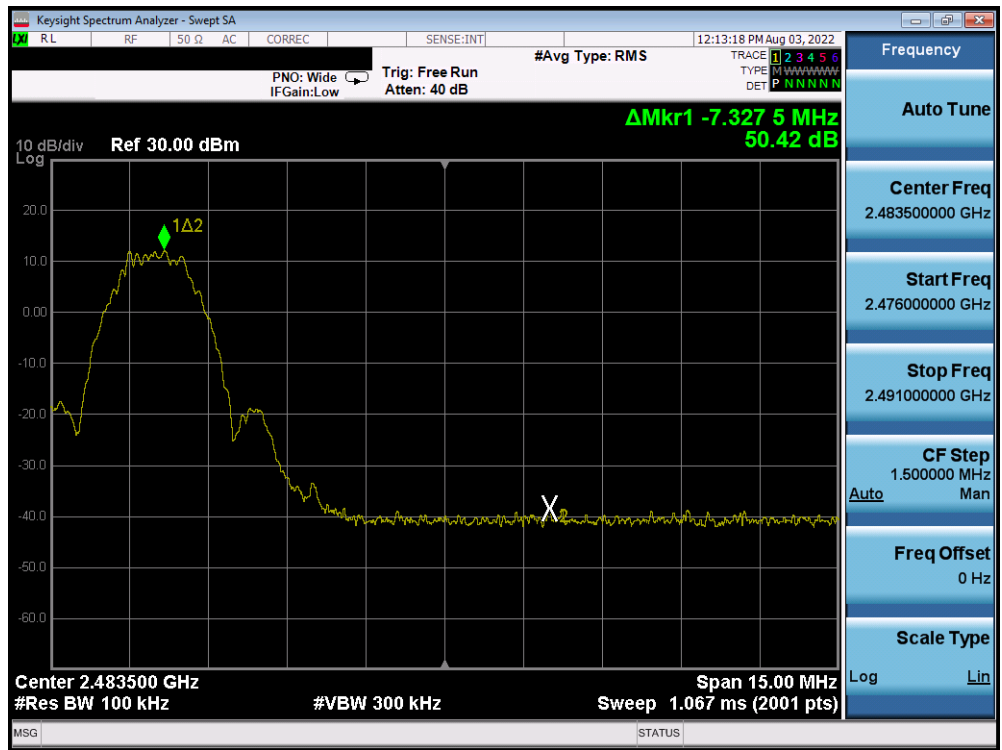 Keysight Spectrum Analyzer - Swept SA
LXI RL RF 50 Ω AC CORREC SENSE:INT 12:13:18 PM Aug 03, 2022
PNO: Wide
IFGain:Low
Trig: Free Run
Atten: 40 dB
#Avg Type: RMS
TRACE 1 2 3 4 5 6
TYPE M W W W W W
DET P N N N N N
ΔMkr1 -7.327 5 MHz
50.42 dB
10 dB/div Ref 30.00 dBm
Log
20.0
10.0
0.00
-10.0
-20.0
-30.0
-40.0
-50.0
-60.0
1Δ2
X2
Center 2.483500 GHz Span 15.00 MHz
#Res BW 100 kHz #VBW 300 kHz Sweep 1.067 ms (2001 pts)
MSG STATUS
Frequency
Auto Tune
Center Freq
2.483500000 GHz
Start Freq
2.476000000 GHz
Stop Freq
2.491000000 GHz
CF Step
1.500000 MHz
Auto Man
Freq Offset
0 Hz
Scale Type
Log Lin